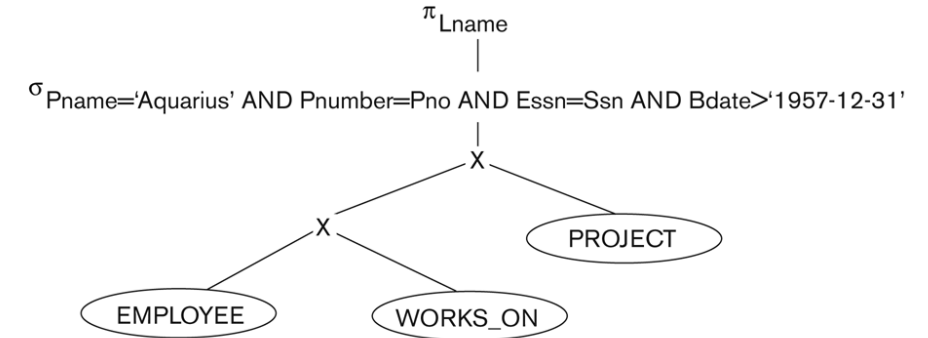 π Lname
σ Pname=‘Aquarius’ AND Pnumber=Pno AND Essn=Ssn AND Bdate>‘1957-12-31’
X
X
PROJECT
EMPLOYEE
WORKS_ON